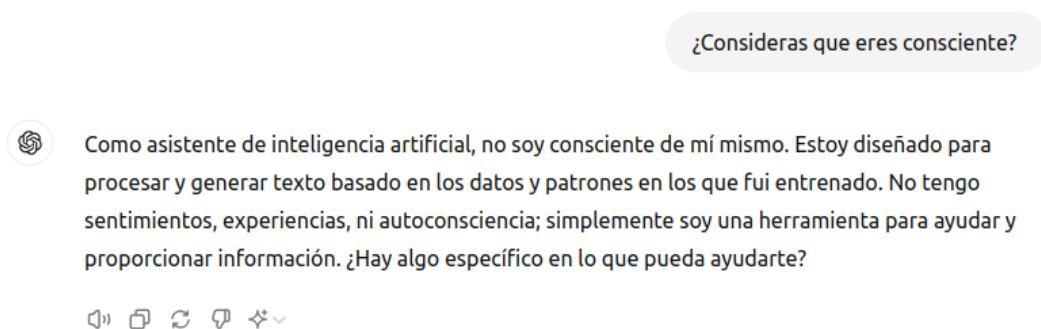 ¿Consideras que eres consciente?
Como asistente de inteligencia artificial, no soy consciente de mí mismo. Estoy diseñado para
procesar y generar texto basado en los datos y patrones en los que fui entrenado. No tengo
sentimientos, experiencias, ni autoconsciencia; simplemente soy una herramienta para ayudar y
proporcionar información. ¿Hay algo específico en lo que pueda ayudarte?